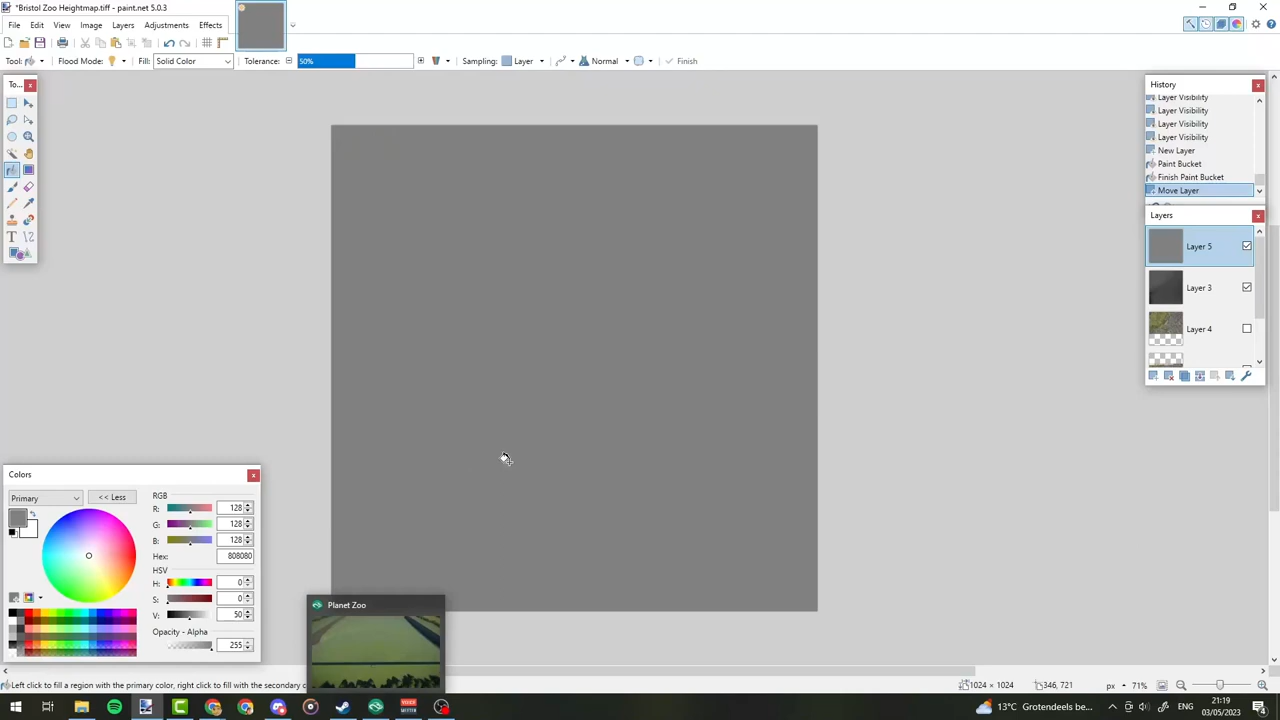 *Bristol Zoo Heightmap.tiff - paint.net 5.0.3
File Edit View Image Layers Adjustments Effects
Tool: Flood Mode: Fill: Solid Color Tolerance: 50% Sampling: Layer Normal Finish
To...
History
Layer Visibility
Layer Visibility
Layer Visibility
Layer Visibility
New Layer
Paint Bucket
Finish Paint Bucket
Move Layer
Layers
Layer 5
Layer 3
Layer 4
Colors
Primary
<< Less
RGB
R: 128
G: 128
B: 128
Hex: 808080
HSV
H: 0
S: 0
V: 50
Opacity - Alpha
255
Planet Zoo
Left click to fill a region with the primary color, right click to fill with the secondary c
1024 × 1024
346, 721
px
71%
13°C Grotendeels be...
ENG
21:19
03/05/2023